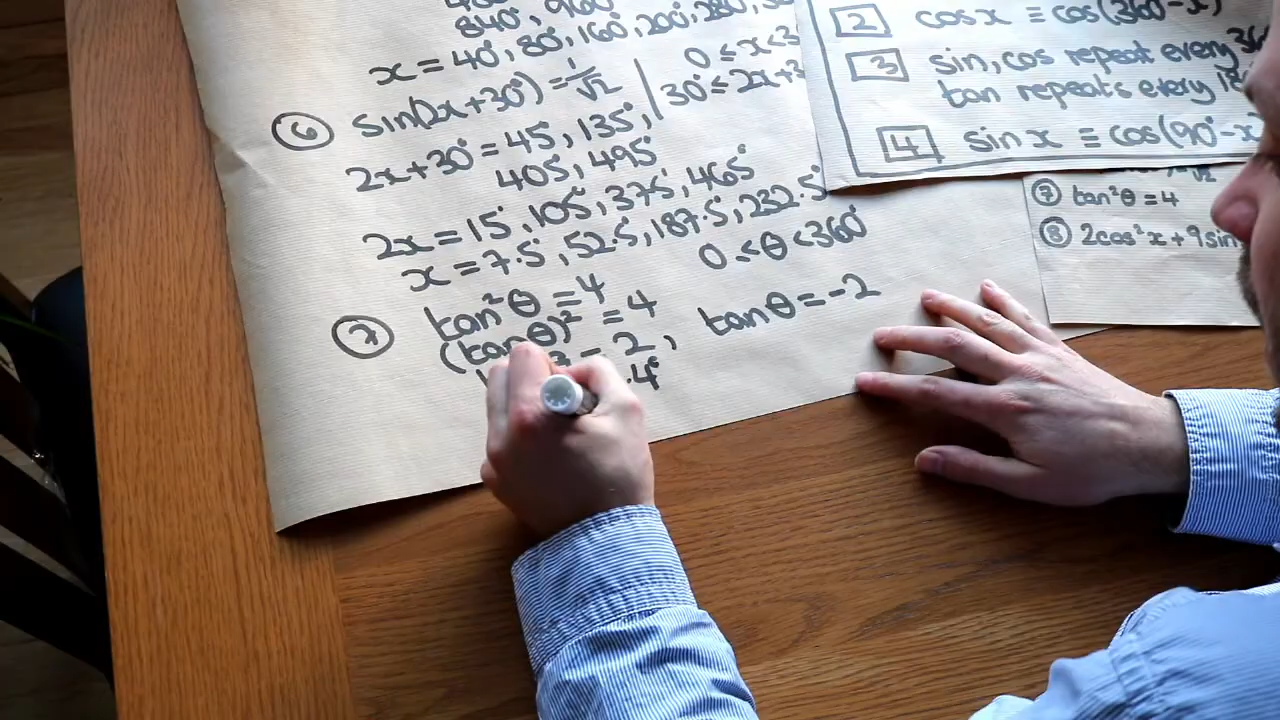 840°, 960°
x = 40°, 80°, 160°, 200°, 280°,
6 sin(2x+30°) = 1/√2 | 0 ≤ x < 3
30° ≤ 2x+3
2x+30° = 45°, 135°,
405°, 495°
2x = 15°, 105°, 375°, 465°
x = 7.5°, 52.5°, 187.5°, 232.5°
7 tan²θ = 4 0 ≤ θ < 360°
(tanθ)² = 4
= 2, tanθ = -2
.4°
2 cos x ≡ cos(360-x)
3 sin, cos repeat every 36
tan repeats every 18
4 sin x ≡ cos(90°-x
7 tan²θ = 4
8 2cos²x + 9sin